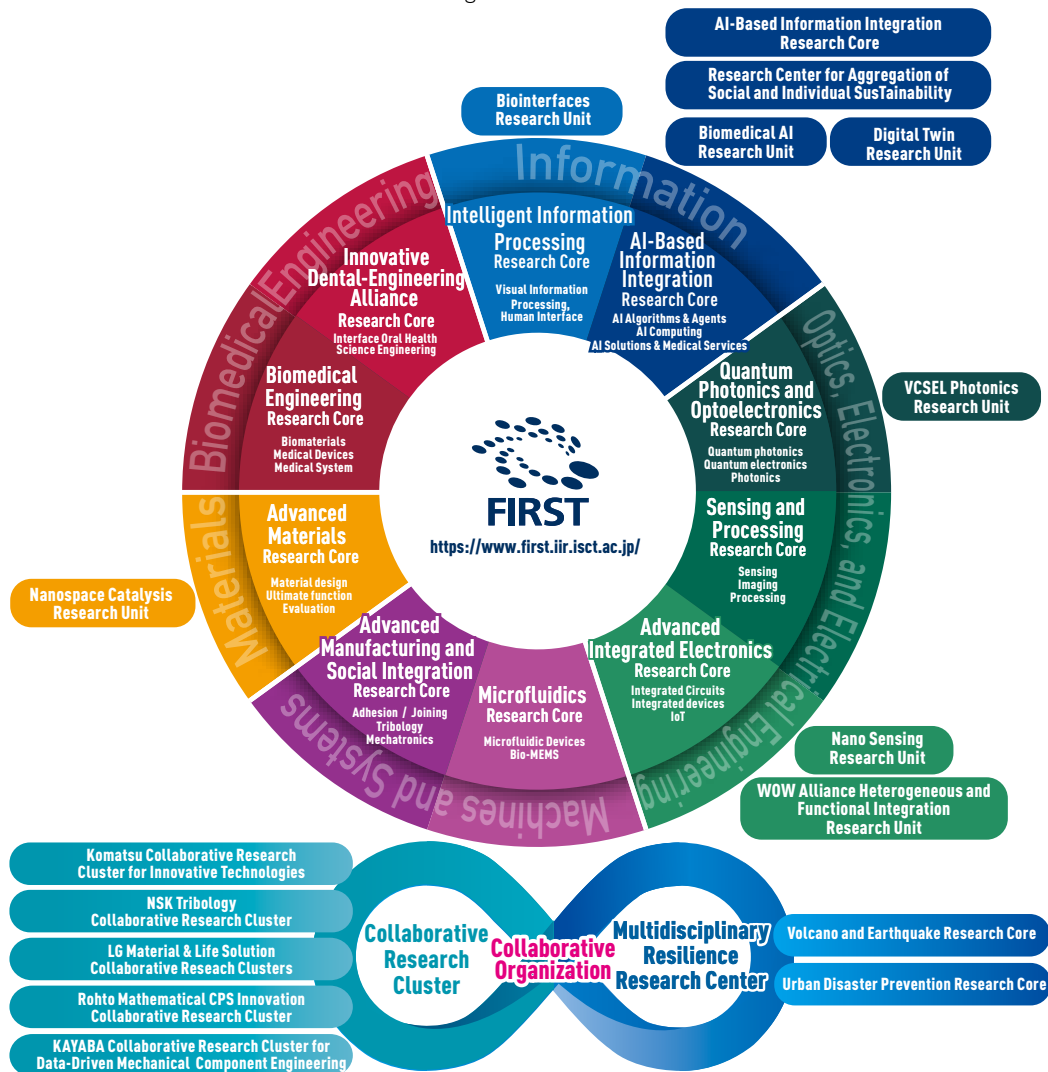 AI-Based Information Integration
Research Core
Research Center for Aggregation of
Social and Individual SusTainability
Biomedical AI
Research Unit
Digital Twin
Research Unit
Biointerfaces
Research Unit
Information
Intelligent Information
Processing
Research Core
Visual Information
Processing,
Human Interface
AI-Based
Information
Integration
Research Core
AI Algorithms & Agents
AI Computing
AI Solutions & Medical Services
Biomedical Engineering
Innovative
Dental-Engineering
Alliance
Research Core
Interface Oral Health
Science Engineering
Biomedical
Engineering
Research Core
Biomaterials
Medical Devices
Medical System
Optics, Electronics, and Electrical Engineering
Quantum
Photonics and
Optoelectronics
Research Core
Quantum photonics
Quantum electronics
Photonics
VCSEL Photonics
Research Unit
Sensing and
Processing
Research Core
Sensing
Imaging
Processing
Advanced
Integrated Electronics
Research Core
Integrated Circuits
Integrated devices
IoT
Nano Sensing
Research Unit
WOW Alliance Heterogeneous and
Functional Integration
Research Unit
FIRST
https://www.first.iir.isct.ac.jp/
Materials
Advanced
Materials
Research Core
Material design
Ultimate function
Evaluation
Nanospace Catalysis
Research Unit
Machines and Systems
Advanced
Manufacturing and
Social Integration
Research Core
Adhesion / Joining
Tribology
Mechatronics
Microfluidics
Research Core
Microfluidic Devices
Bio-MEMS
Komatsu Collaborative Research
Cluster for Innovative Technologies
NSK Tribology
Collaborative Research Cluster
LG Material & Life Solution
Collaborative Reseach Clusters
Rohto Mathematical CPS Innovation
Collaborative Research Cluster
KAYABA Collaborative Research Cluster for
Data-Driven Mechanical Component Engineering
Collaborative
Research
Cluster
Collaborative
Organization
Multidisciplinary
Resilience
Research Center
Volcano and Earthquake Research Core
Urban Disaster Prevention Research Core